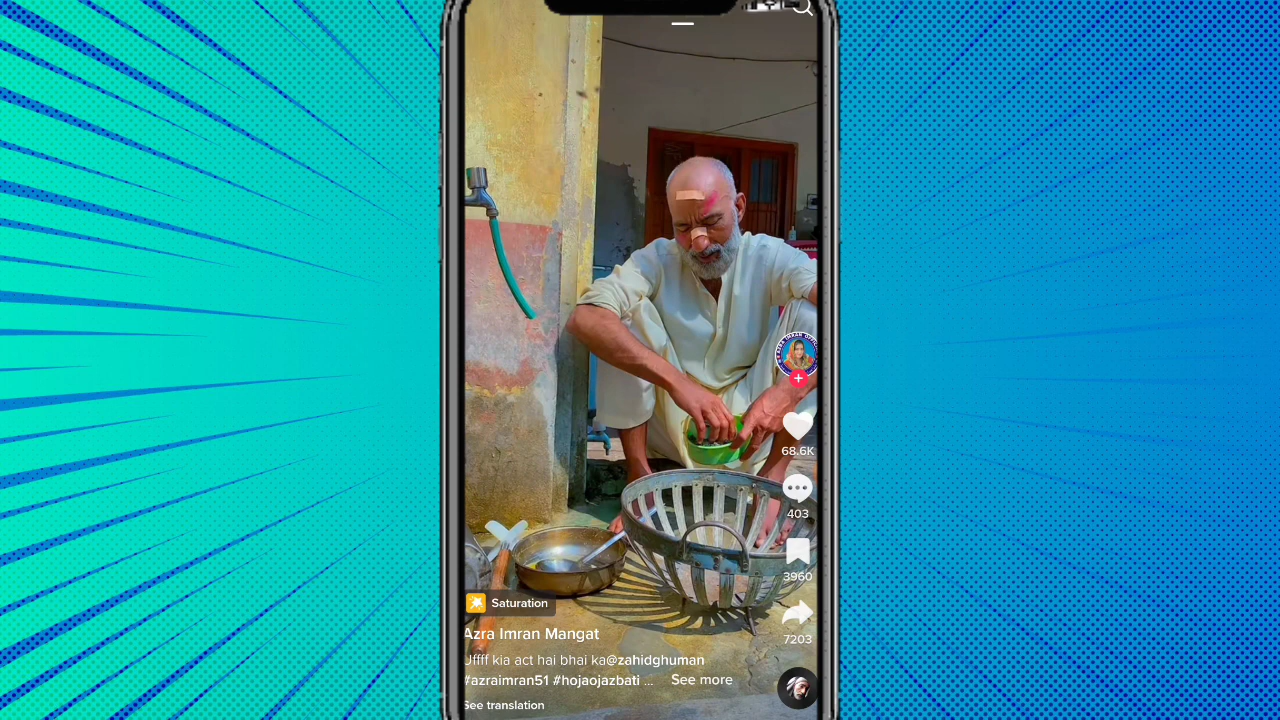 68.6K
403
3960
7203
Saturation
Azra Imran Mangat
Uffff kia act hai bhai ka@zahidghuman
#azraimran51 #hojaojazbati ... See more
See translation